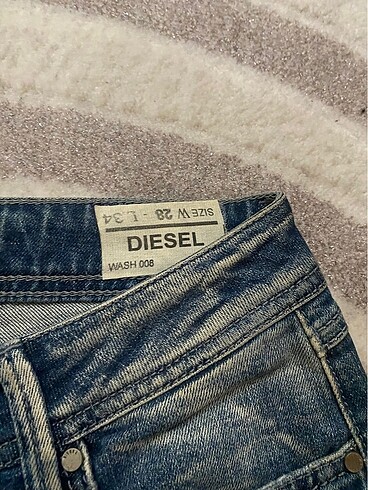 SIZE W 28 - L 34
DIESEL
WASH 008